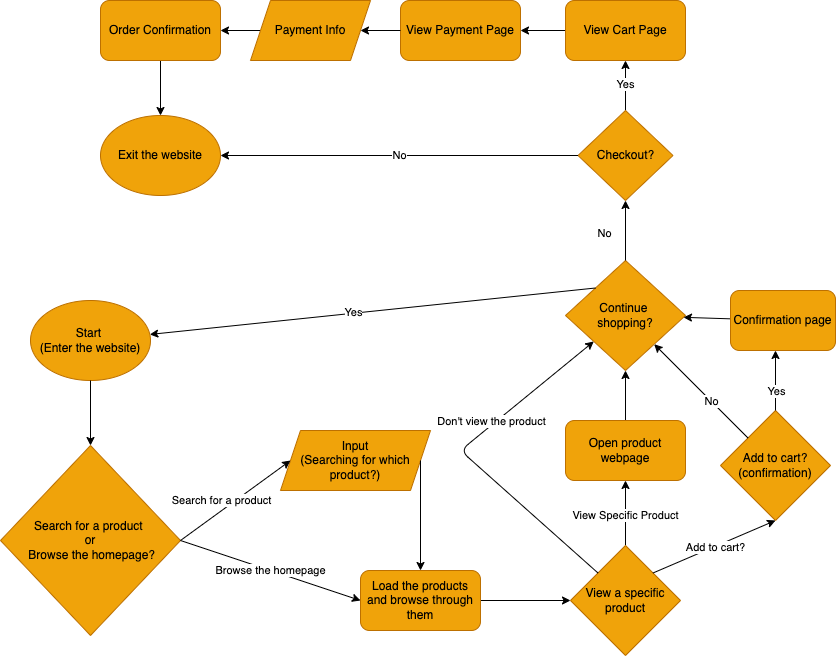 Order Confirmation
Payment Info
View Payment Page
View Cart Page
Yes
Exit the website
No
Checkout?
No
Continue
shopping?
Yes
Confirmation page
Start
(Enter the website)
Yes
No
Don't view the product
Input
(Searching for which
product?)
Open product
webpage
Add to cart?
(confirmation)
Search for a product
View Specific Product
Search for a product
or
Browse the homepage?
Add to cart?
Browse the homepage
Load the products
and browse through
them
View a specific
product